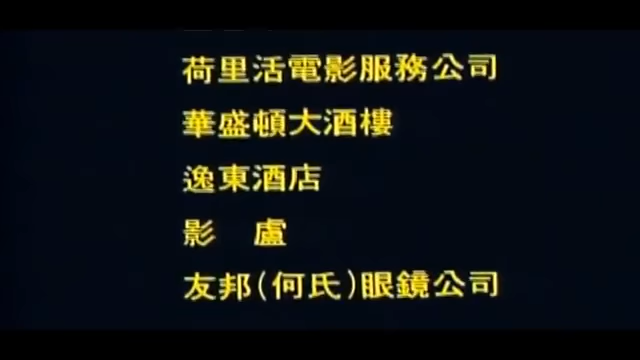 荷里活電影服務公司
華盛頓大酒樓
逸東酒店
影　盧
友邦(何氏)眼鏡公司